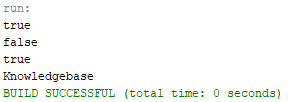 run:
true
false
true
Knowledgebase
BUILD SUCCESSFUL (total time: 0 seconds)